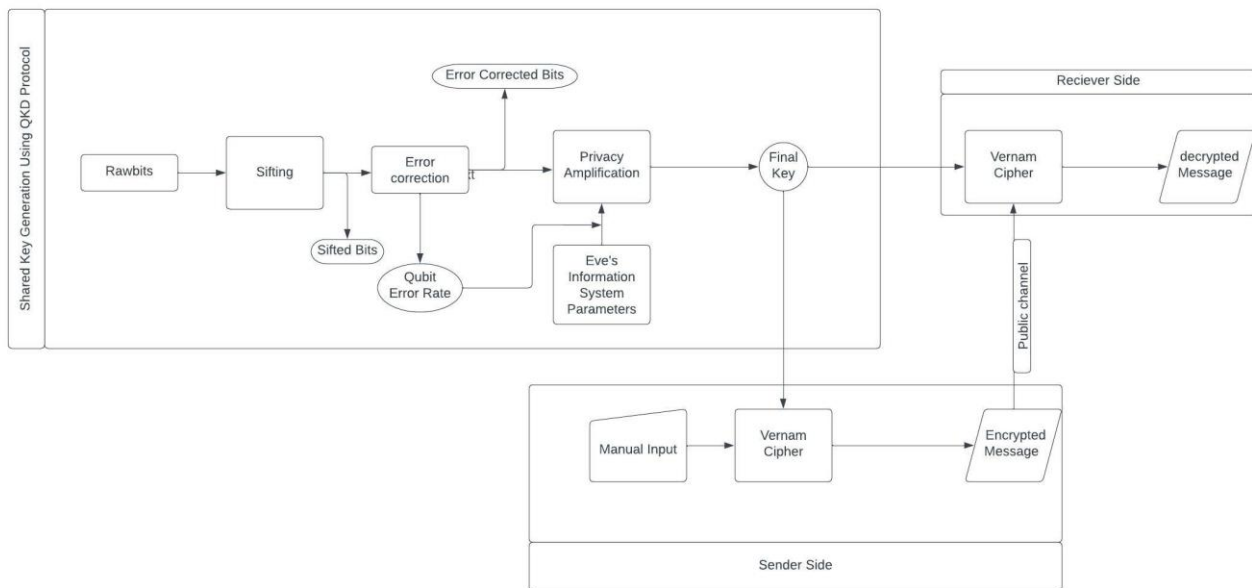 Shared Key Generation Using QKD Protocol
Error Corrected Bits
Rawbits
Sifting
Error
correction
Privacy
Amplification
Final
Key
Sifted Bits
Qubit
Error Rate
Eve's
Information
System
Parameters
Reciever Side
Vernam
Cipher
decrypted
Message
Public channel
Manual Input
Vernam
Cipher
Encrypted
Message
Sender Side